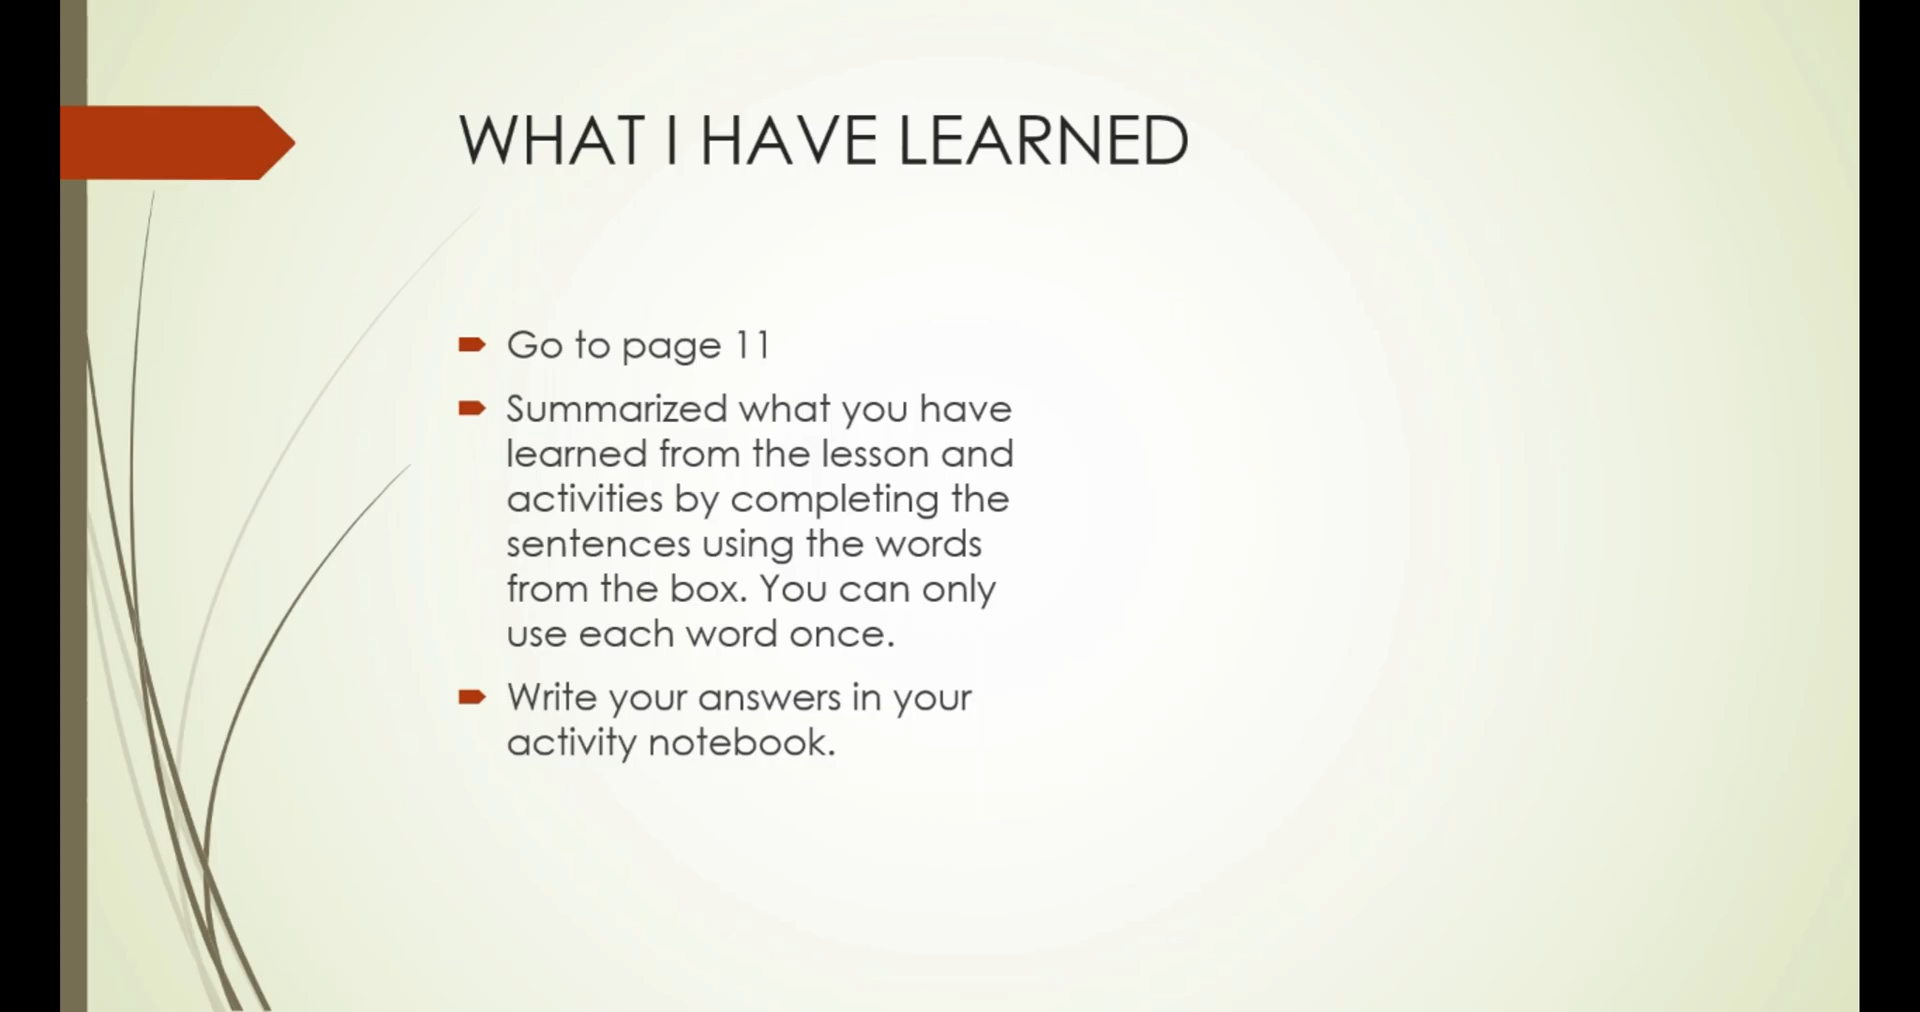 WHAT I HAVE LEARNED
Go to page 11
Summarized what you have
learned from the lesson and
activities by completing the
sentences using the words
from the box. You can only
use each word once.
Write your answers in your
activity notebook.